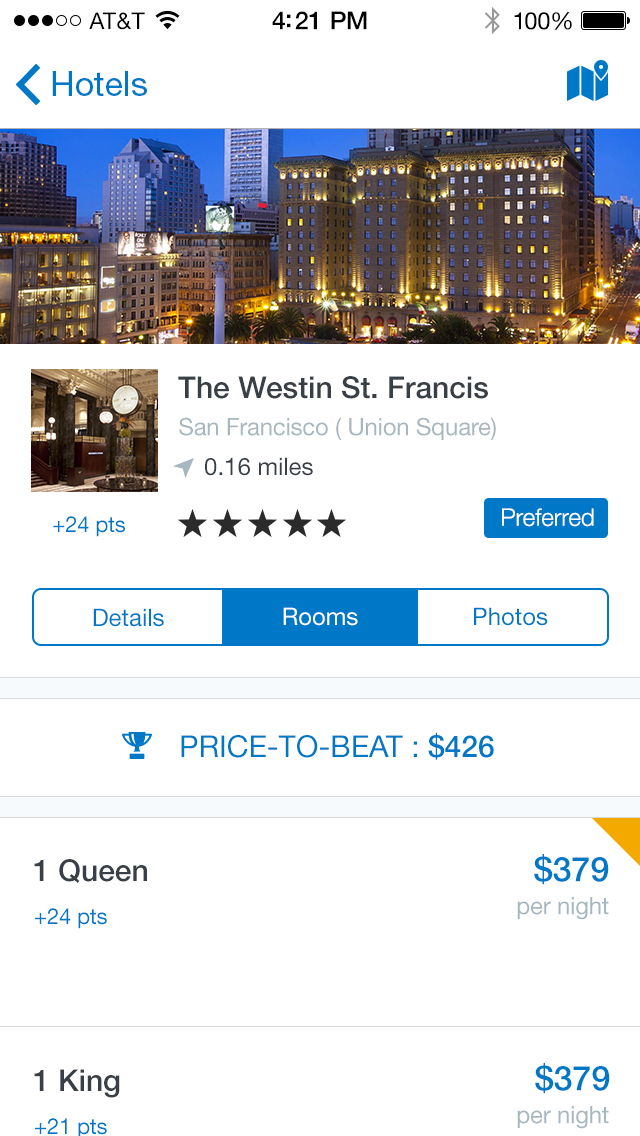 AT&T 4:21 PM 100%
Hotels
The Westin St. Francis
San Francisco ( Union Square)
0.16 miles
+24 pts
Preferred
Details Rooms Photos
PRICE-TO-BEAT : $426
1 Queen $379
+24 pts per night
1 King $379
+21 pts per night